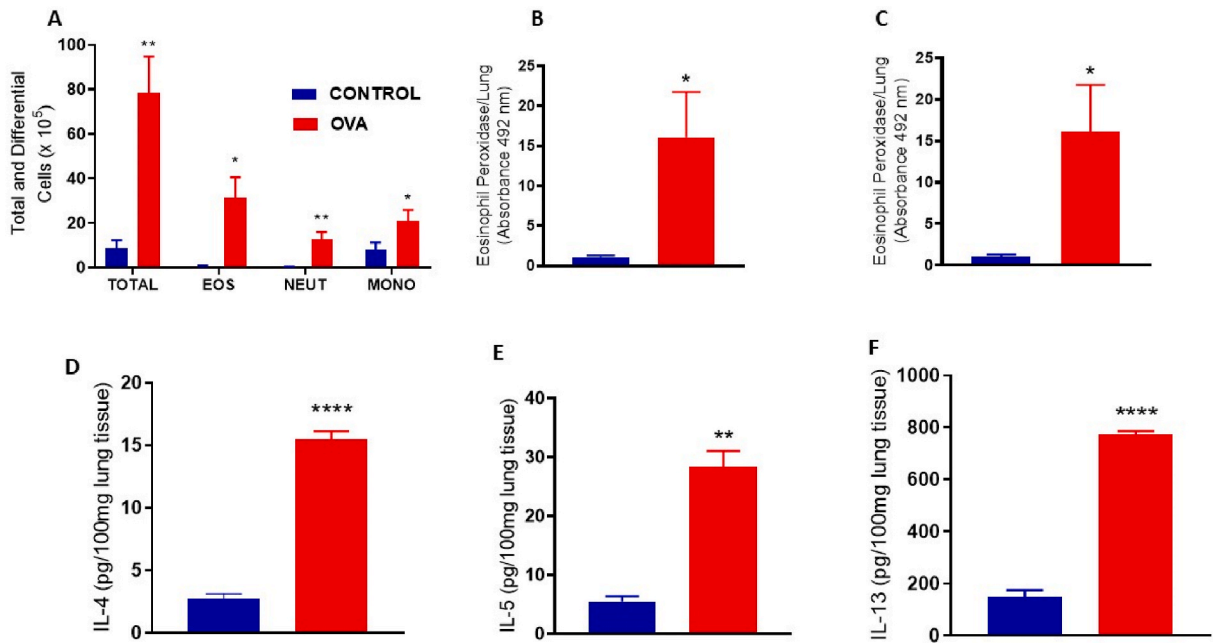 A
Total and Differential
Cells (x 10⁵)
100
80
60
40
20
0
**
*
**
*
CONTROL
OVA
TOTAL EOS NEUT MONO
B
Eosinophil Peroxidase/Lung
(Absorbance 492 nm)
25
20
15
10
5
0
*
C
Eosinophil Peroxidase/Lung
(Absorbance 492 nm)
25
20
15
10
5
0
*
D
IL-4 (pg/100mg lung tissue)
20
15
10
5
0
****
E
IL-5 (pg/100mg lung tissue)
40
30
20
10
0
**
F
IL-13 (pg/100mg lung tissue)
1000
800
600
400
200
0
****